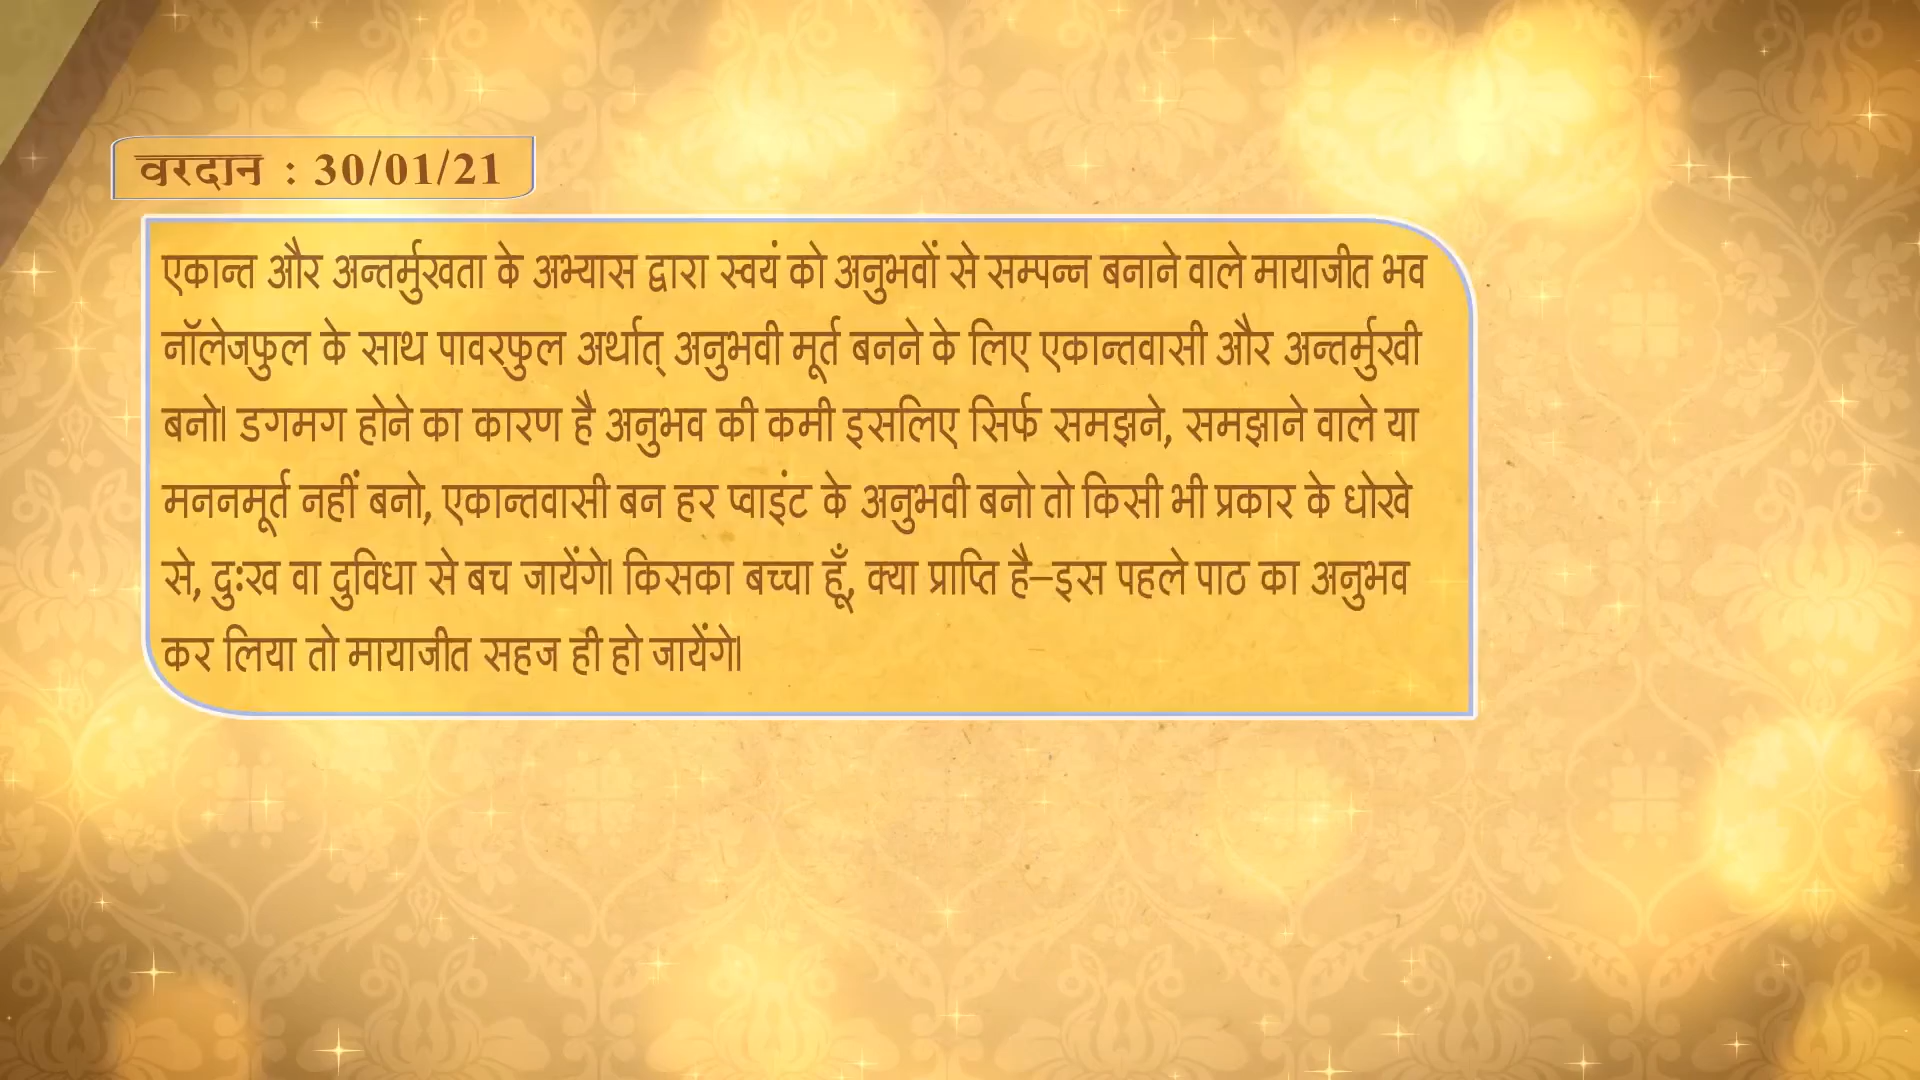 वरदान : 30/01/21
एकान्त और अन्तर्मुखता के अभ्यास द्वारा स्वयं को अनुभवों से सम्पन्न बनाने वाले मायाजीत भव
नॉलेज्फुल के साथ पावरफुल अर्थात् अनुभवी मूर्त बनने के लिए एकान्तवासी और अन्तर्मुखी
बनो। डगमग होने का कारण है अनुभव की कमी इसलिए सिर्फ समझने, समझाने वाले या
मननमूर्त नहीं बनो, एकान्तवासी बन हर प्वाइंट के अनुभवी बनो तो किसी भी प्रकार के धोखे
से, दुःख वा दुविधा से बच जायेंगे। किसका बच्चा हूँ, क्या प्राप्ति है–इस पहले पाठ का अनुभव
कर लिया तो मायाजीत सहज ही हो जायेंगे।